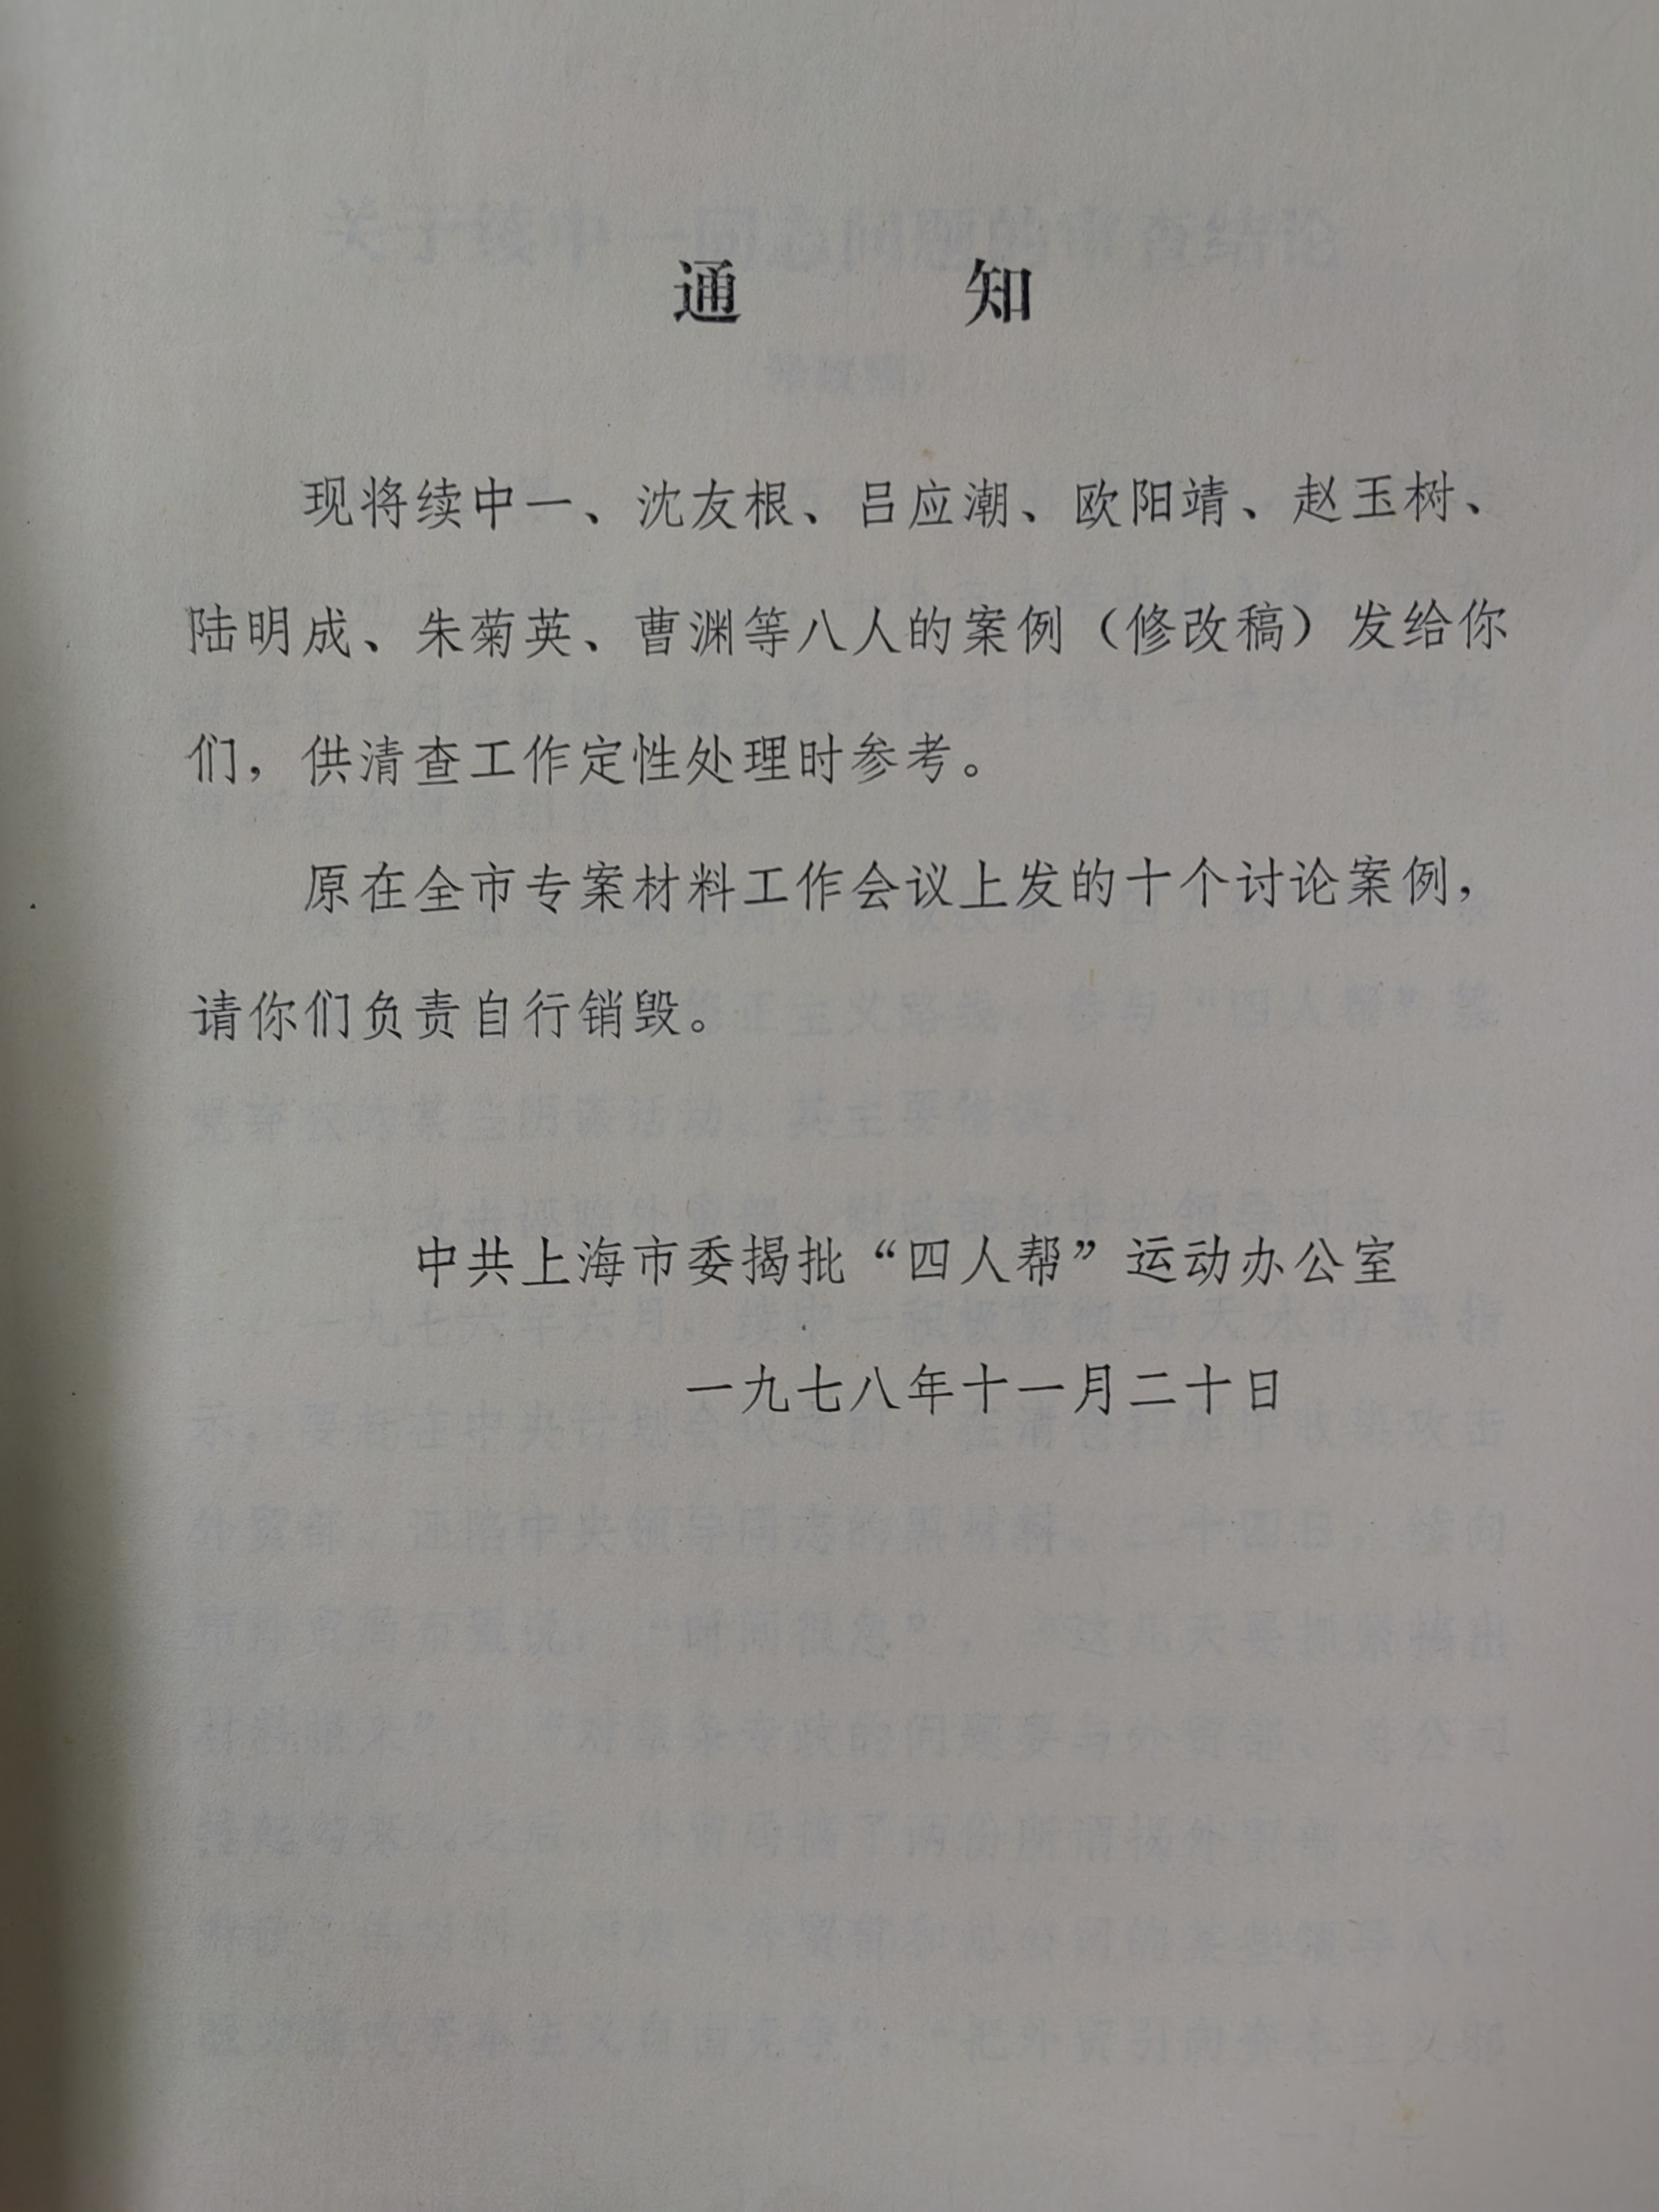 通知
现将续中一、沈友根、吕应潮、欧阳靖、赵玉树、
陆明成、朱菊英、曹渊等八人的案例（修改稿）发给你
们，供清查工作定性处理时参考。
原在全市专案材料工作会议上发的十个讨论案例，
请你们负责自行销毁。
中共上海市委揭批“四人帮”运动办公室
一九七八年十一月二十日